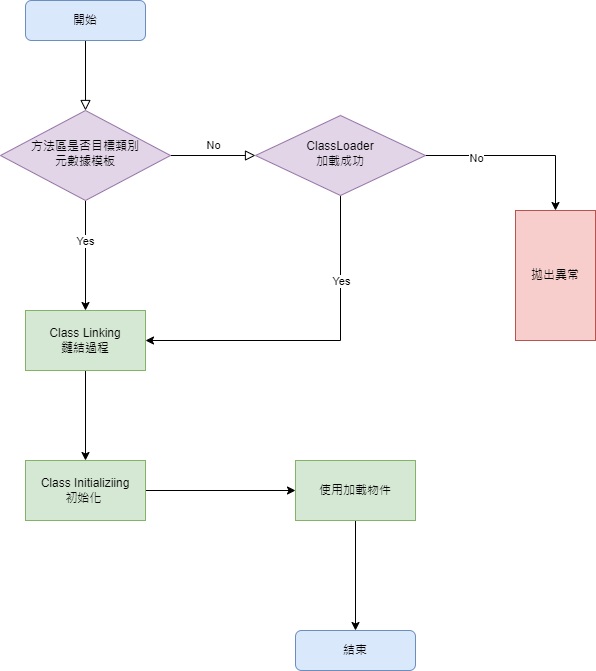 開始
方法區是否目標類別
元數據模板
No
ClassLoader
加載成功
No
Yes
Yes
拋出異常
Class Linking
鏈結過程
Class Initializiing
初始化
使用加載物件
結束